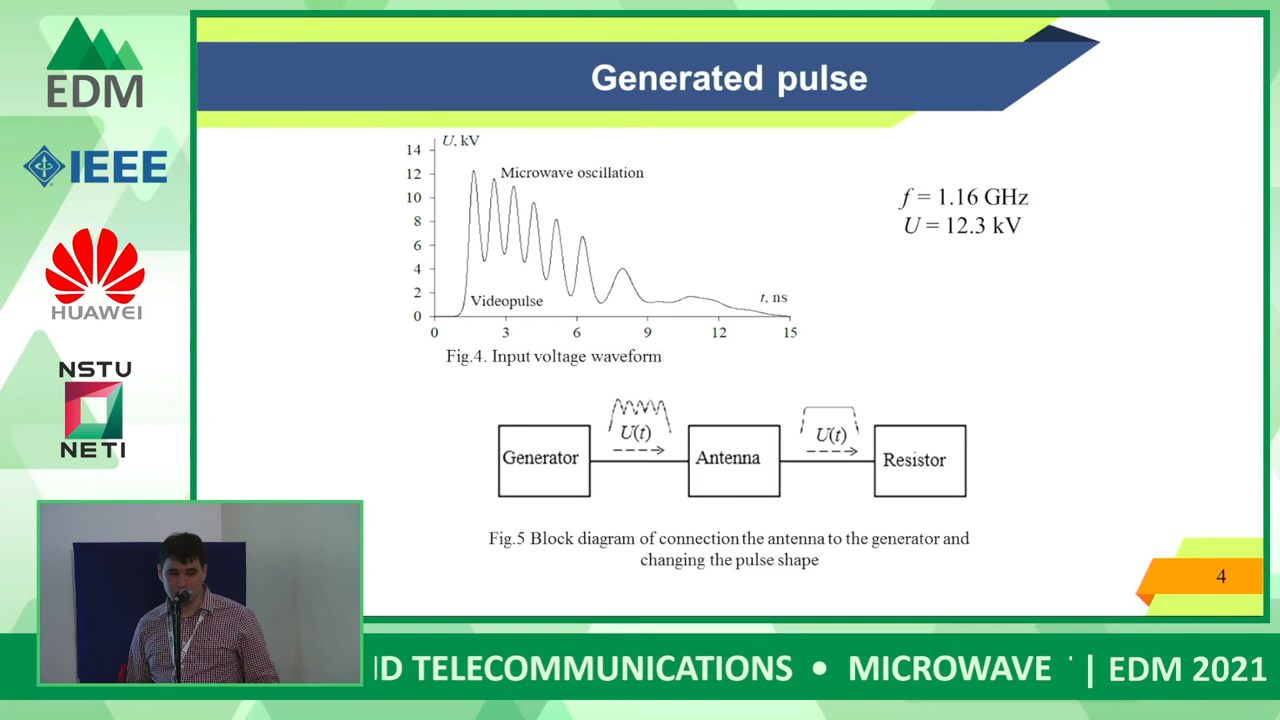 EDM
IEEE
HUAWEI
NSTU
NETI
Generated pulse
U, kV
14
12
10
8
6
4
2
0
Microwave oscillation
Videopulse
t, ns
0 3 6 9 12 15
Fig.4. Input voltage waveform
f = 1.16 GHz
U = 12.3 kV
Generator
U(t)
Antenna
U(t)
Resistor
Fig.5 Block diagram of connection the antenna to the generator and
changing the pulse shape
4
ID TELECOMMUNICATIONS • MICROWAVE | EDM 2021